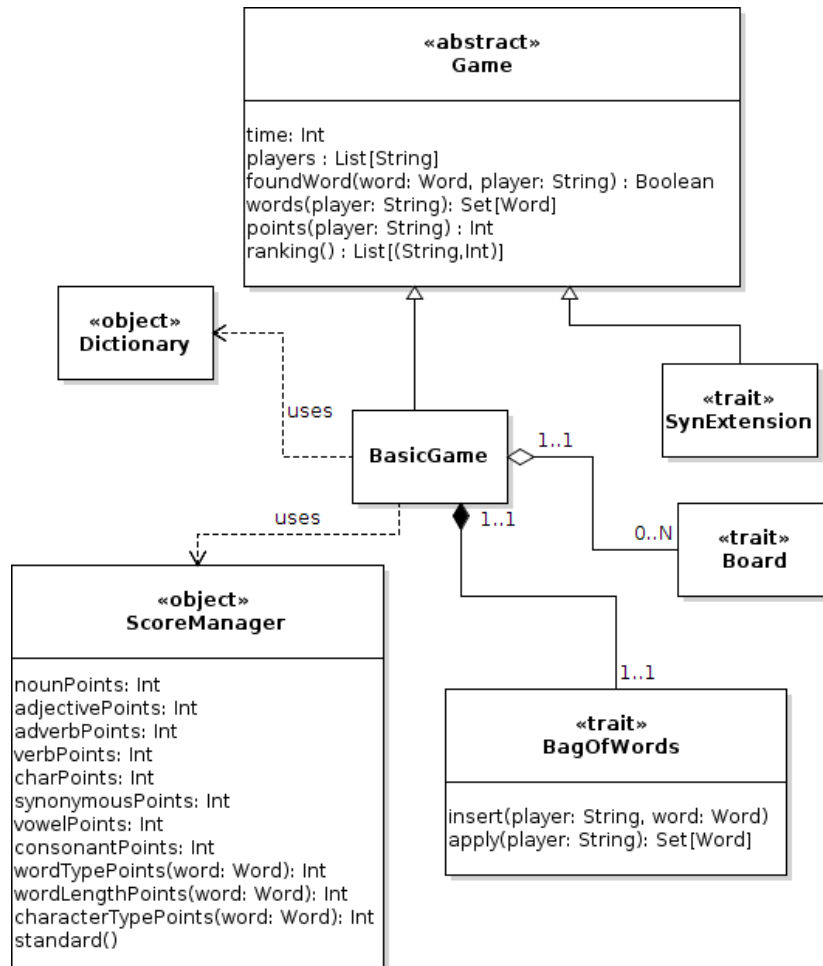 «abstract»
Game
time: Int
players : List[String]
foundWord(word: Word, player: String) : Boolean
words(player: String): Set[Word]
points(player: String) : Int
ranking() : List[(String,Int)]
«object»
Dictionary
uses
«trait»
SynExtension
BasicGame
1..1
1..1
uses
0..N
«trait»
Board
«object»
ScoreManager
nounPoints: Int
adjectivePoints: Int
adverbPoints: Int
verbPoints: Int
charPoints: Int
synonymousPoints: Int
vowelPoints: Int
consonantPoints: Int
wordTypePoints(word: Word): Int
wordLengthPoints(word: Word): Int
characterTypePoints(word: Word): Int
standard()
1..1
«trait»
BagOfWords
insert(player: String, word: Word)
apply(player: String): Set[Word]